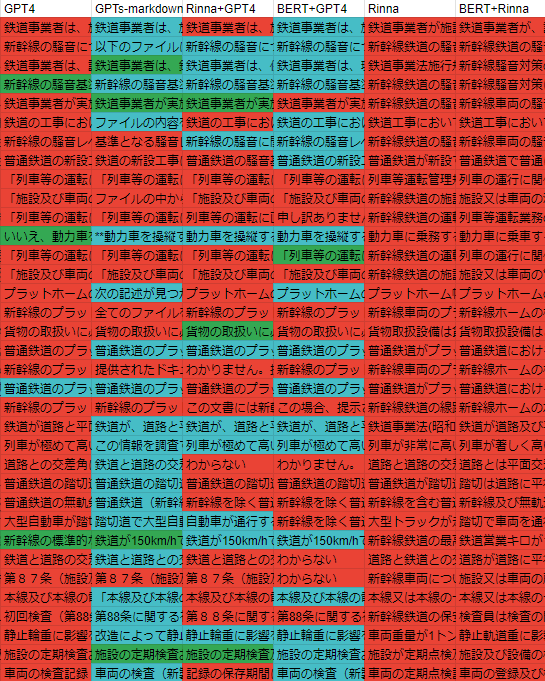 GPT4 GPTs-markdown Rinna+GPT4 BERT+GPT4 Rinna BERT+Rinna
鉄道事業者は、 鉄道事業者は、 鉄道事業者は、 鉄道事業者は、 鉄道事業者が施 鉄道事業者が、
新幹線の騒音に 以下のファイル 新幹線の騒音に 新幹線の騒音に 新幹線鉄道の騒 新幹線鉄道の騒
鉄道事業者は、 鉄道事業者は、 鉄道事業者は、 鉄道事業者は、 鉄道事業法施行 新幹線騒音対策
新幹線の騒音基 新幹線の騒音基 新幹線の騒音基 新幹線の騒音基 新幹線鉄道の騒 新幹線騒音対策
鉄道事業者が実 鉄道事業者が実 鉄道事業者が実 鉄道事業者が実 新幹線鉄道の騒 新幹線車両の騒
鉄道の工事にお ファイルの内容 鉄道の工事にお 鉄道の工事にお 鉄道工事におい 鉄道工事におい
新幹線の騒音レ 基準となる騒音 新幹線の騒音に 新幹線の騒音レ 新幹線鉄道の騒 新幹線車両の騒
普通鉄道の新設工 鉄道の新設工事 普通鉄道の騒音 普通鉄道の新設工 普通鉄道が新設 普通鉄道で普通
「列車等の運転 「列車等の運転 「列車等の運転 「列車等の運転 列車等運転管理 列車の運行に関
「施設及び車両 ファイルの中か 「施設及び車両 「施設及び車両 新幹線鉄道の 施設又は車両の
「列車等の運転 「列車等の運転 「列車等の運転に 申し訳ありませ 新幹線鉄道の運 列車等運転業務
いいえ、動力車 **動力車を操縦 動力車を操縦す 動力車を操縦す 動力車に乗務す 動力車に乗車す
「列車等の運転 「列車等の運転 「列車等の運転 「列車等の運転 新幹線鉄道の運 列車の運行に関
「施設及び車両 「施設及び車両 「施設及び車両 「施設及び車両 新幹線鉄道の 施設又は車両の
プラットホーム 次の記述が見つ プラットホーム プラットホーム プラットホーム プラットホーム
新幹線のプラッ 全てのファイル 新幹線のプラッ 新幹線のプラッ 新幹線車両のプ 新幹線ホームの
貨物の取扱いに 貨物の取扱いに 貨物の取扱いに 貨物の取扱いに 貨物取扱設備は 貨物取扱設備は
普通鉄道のプラ 普通鉄道のプラ 普通鉄道のプラ 普通鉄道のプラ 普通鉄道がプラ 普通鉄道におけ
新幹線のプラッ 提供されたドキ わかりません。 新幹線のプラッ 新幹線車両のプ 新幹線ホームの
普通鉄道のプラ 普通鉄道のプラ 普通鉄道のプラ 普通鉄道のプラ 普通鉄道がプラ 普通鉄道におけ
新幹線のプラッ 新幹線のプラッ この文書には新 この場合、提示 新幹線鉄道の線 新幹線ホーム
鉄道が道路と平 鉄道が、道路と 鉄道が、道路と平 鉄道が、道路と平 鉄道事業法(昭和 鉄道が道路及び
列車が極めて高 この情報を調査 列車が極めて高 列車が極めて高 列車が非常に高 列車が著しく高
道路との交差角 鉄道と道路の交 わからない わかりません。 鉄道と道路の交 道路とは平面交
普通鉄道の踏切 普通鉄道の踏切 普通鉄道の踏切道 普通鉄道の踏切 普通鉄道の踏切 踏切は道路に平
普通鉄道の無軌 普通鉄道（新幹 新幹線を除く普 新幹線を除く普 新幹線を含む普 新幹線及び無
大型自動車が踏 踏切道で大型自 自動車が通行す 新幹線を除く 大型トラックが 踏切で車両を通
新幹線の標準的 鉄道が150km/hで 鉄道が150km/h 鉄道が150km/h 新幹線鉄道の最 鉄道営業キロが
鉄道と道路の交 鉄道と道路との 鉄道と道路との わからない 道路と鉄道との 鉄道が道路に平
第８７条（施設 第８７条（施設 第８７条（施設 わからない 新幹線車両につ 施設又は車両の
本線及び本線の 「本線及び本線の 本線及び本線の 本線及び本線の 新幹線又は本線 本線又は本線の
初回検査（第88 第88条に関する 第８８条に関する 第88条に関する 新幹線鉄道の保 検査員は検査の
静止輪重に影響 改造によって静止 静止輪重に影響 静止輪重に影響 車両重量が1トン 静止軌道重に影
施設の定期検査 施設の定期検査 施設の定期検査 施設の定期検査 施設が定期点検 施設及び設備の
車両の検査記録 車両の検査（新 記録の保存期間 車両の検査（新 車両が定期点検 車両の登録及び